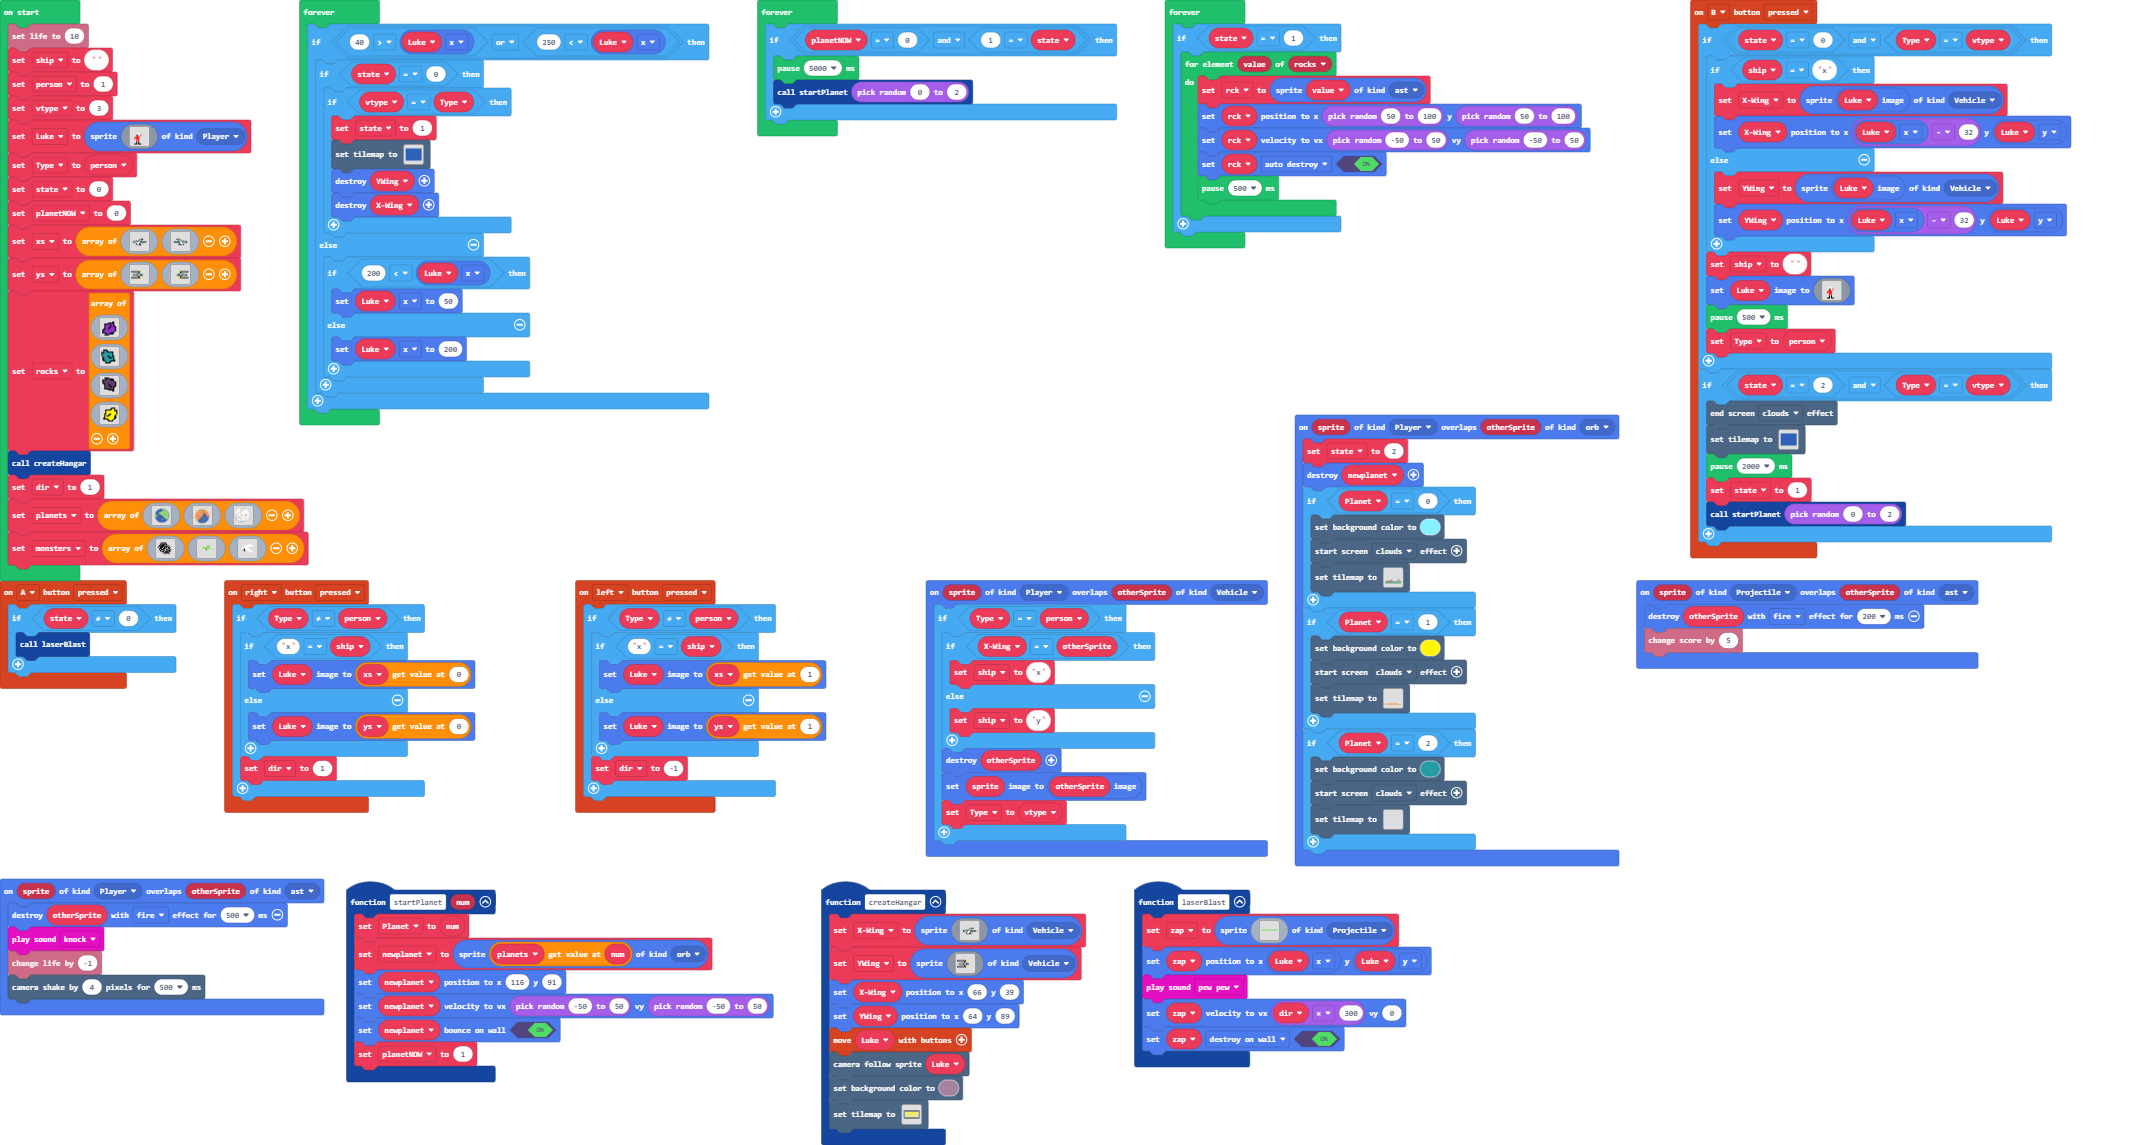 on start
set life to 10
set ship to " "
set person to 1
set vtype to 3
set Luke to sprite of kind Player
set Type to person
set state to 0
set planetNOW to 0
set xs to array of
set ys to array of
set rocks to array of
call createHangar
set dir to 1
set planets to array of
set monsters to array of
forever
if 40 > Luke x or 250 < Luke x then
if state = 0 then
if vtype = Type then
set state to 1
set tilemap to
destroy YWing
destroy X-Wing
else
if 200 < Luke x then
set Luke x to 50
else
set Luke x to 200
forever
if planetNOW = 0 and 1 = state then
pause 5000 ms
call startPlanet pick random 0 to 2
forever
if state = 1 then
for element value of rocks
do
set rck to sprite value of kind ast
set rck position to x pick random 50 to 100 y pick random 50 to 100
set rck velocity to vx pick random -50 to 50 vy pick random -50 to 50
set rck auto destroy ON
pause 500 ms
on B button pressed
if state = 0 and Type = vtype then
if ship = "x" then
set X-Wing to sprite Luke image of kind Vehicle
set X-Wing position to x Luke x - 32 y Luke y
else
set YWing to sprite Luke image of kind Vehicle
set YWing position to x Luke x - 32 y Luke y
set ship to " "
set Luke image to
pause 500 ms
set Type to person
if state = 2 and Type = vtype then
end screen clouds effect
set tilemap to
pause 2000 ms
set state to 1
call startPlanet pick random 0 to 2
on sprite of kind Player overlaps otherSprite of kind orb
set state to 2
destroy newplanet
if Planet = 0 then
set background color to
start screen clouds effect
set tilemap to
if Planet = 1 then
set background color to
start screen clouds effect
set tilemap to
if Planet = 2 then
set background color to
start screen clouds effect
set tilemap to
on A button pressed
if state ≠ 0 then
call laserBlast
on right button pressed
if Type ≠ person then
if "x" = ship then
set Luke image to xs get value at 0
else
set Luke image to ys get value at 0
set dir to 1
on left button pressed
if Type ≠ person then
if "x" = ship then
set Luke image to xs get value at 1
else
set Luke image to ys get value at 1
set dir to -1
on sprite of kind Player overlaps otherSprite of kind Vehicle
if Type = person then
if X-Wing = otherSprite then
set ship to "x"
else
set ship to "y"
destroy otherSprite
set sprite image to otherSprite image
set Type to vtype
on sprite of kind Projectile overlaps otherSprite of kind ast
destroy otherSprite with fire effect for 200 ms
change score by 5
on sprite of kind Player overlaps otherSprite of kind ast
destroy otherSprite with fire effect for 500 ms
play sound knock
change life by -1
camera shake by 4 pixels for 500 ms
function startPlanet num
set Planet to num
set newplanet to sprite planets get value at num of kind orb
set newplanet position to x 116 y 91
set newplanet velocity to vx pick random -50 to 50 vy pick random -50 to 50
set newplanet bounce on wall ON
set planetNOW to 1
function createHangar
set X-Wing to sprite of kind Vehicle
set YWing to sprite of kind Vehicle
set X-Wing position to x 66 y 39
set YWing position to x 64 y 89
move Luke with buttons
camera follow sprite Luke
set background color to
set tilemap to
function laserBlast
set zap to sprite of kind Projectile
set zap position to x Luke x y Luke y
play sound pew pew
set zap velocity to vx dir × 300 vy 0
set zap destroy on wall ON